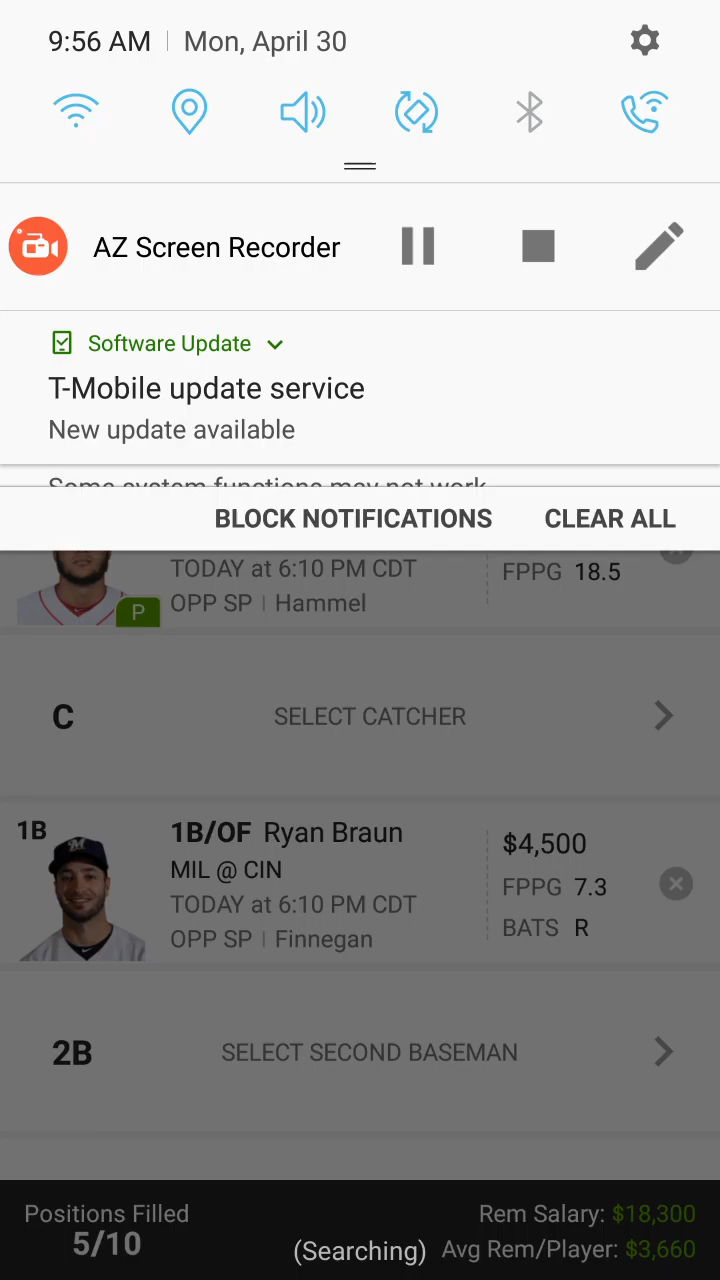 9:56 AM | Mon, April 30
AZ Screen Recorder
Software Update
T-Mobile update service
New update available
Some system functions may not work
BLOCK NOTIFICATIONS CLEAR ALL
TODAY at 6:10 PM CDT
FPPG 18.5
OPP SP | Hammel
P
C SELECT CATCHER
1B
1B/OF Ryan Braun
$4,500
MIL @ CIN
FPPG 7.3
TODAY at 6:10 PM CDT
BATS R
OPP SP | Finnegan
2B SELECT SECOND BASEMAN
Positions Filled
5/10
(Searching)
Rem Salary: $18,300
Avg Rem/Player: $3,660